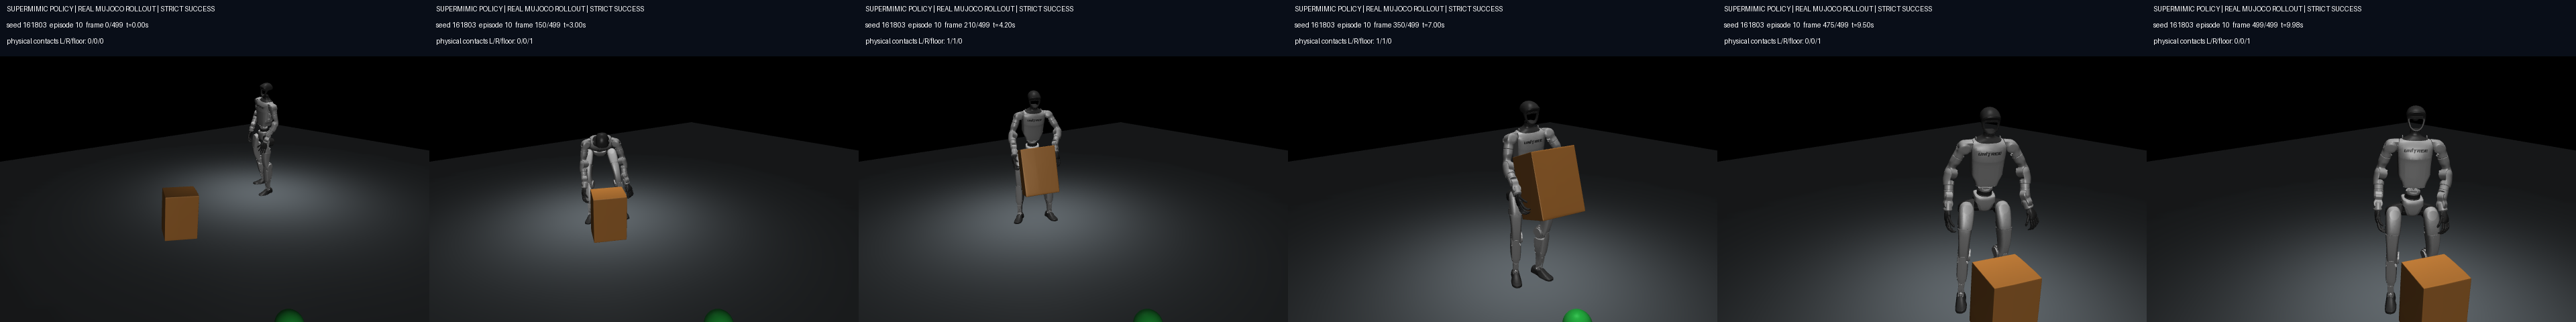 SUPERMIMIC POLICY | REAL MUJOCO ROLLOUT | STRICT SUCCESS
seed 161803 episode 10 frame 0/499 t=0.00s
physical contacts L/R/floor: 0/0/0
SUPERMIMIC POLICY | REAL MUJOCO ROLLOUT | STRICT SUCCESS
seed 161803 episode 10 frame 150/499 t=3.00s
physical contacts L/R/floor: 0/0/1
SUPERMIMIC POLICY | REAL MUJOCO ROLLOUT | STRICT SUCCESS
seed 161803 episode 10 frame 210/499 t=4.20s
physical contacts L/R/floor: 1/1/0
SUPERMIMIC POLICY | REAL MUJOCO ROLLOUT | STRICT SUCCESS
seed 161803 episode 10 frame 350/499 t=7.00s
physical contacts L/R/floor: 1/1/0
SUPERMIMIC POLICY | REAL MUJOCO ROLLOUT | STRICT SUCCESS
seed 161803 episode 10 frame 475/499 t=9.50s
physical contacts L/R/floor: 0/0/1
SUPERMIMIC POLICY | REAL MUJOCO ROLLOUT | STRICT SUCCESS
seed 161803 episode 10 frame 499/499 t=9.98s
physical contacts L/R/floor: 0/0/1